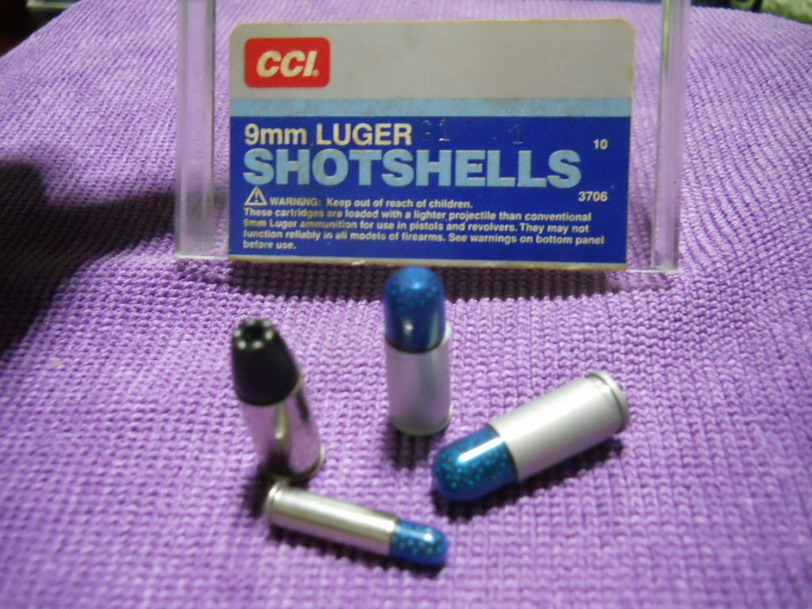 CCI®
9mm LUGER
10
SHOTSHELLS
3706
WARNING: Keep out of reach of children.
These cartridges are loaded with a lighter projectile than conventional
9mm Luger ammunition for use in pistols and revolvers. They may not
function reliably in all models of firearms. See warnings on bottom panel
before use.